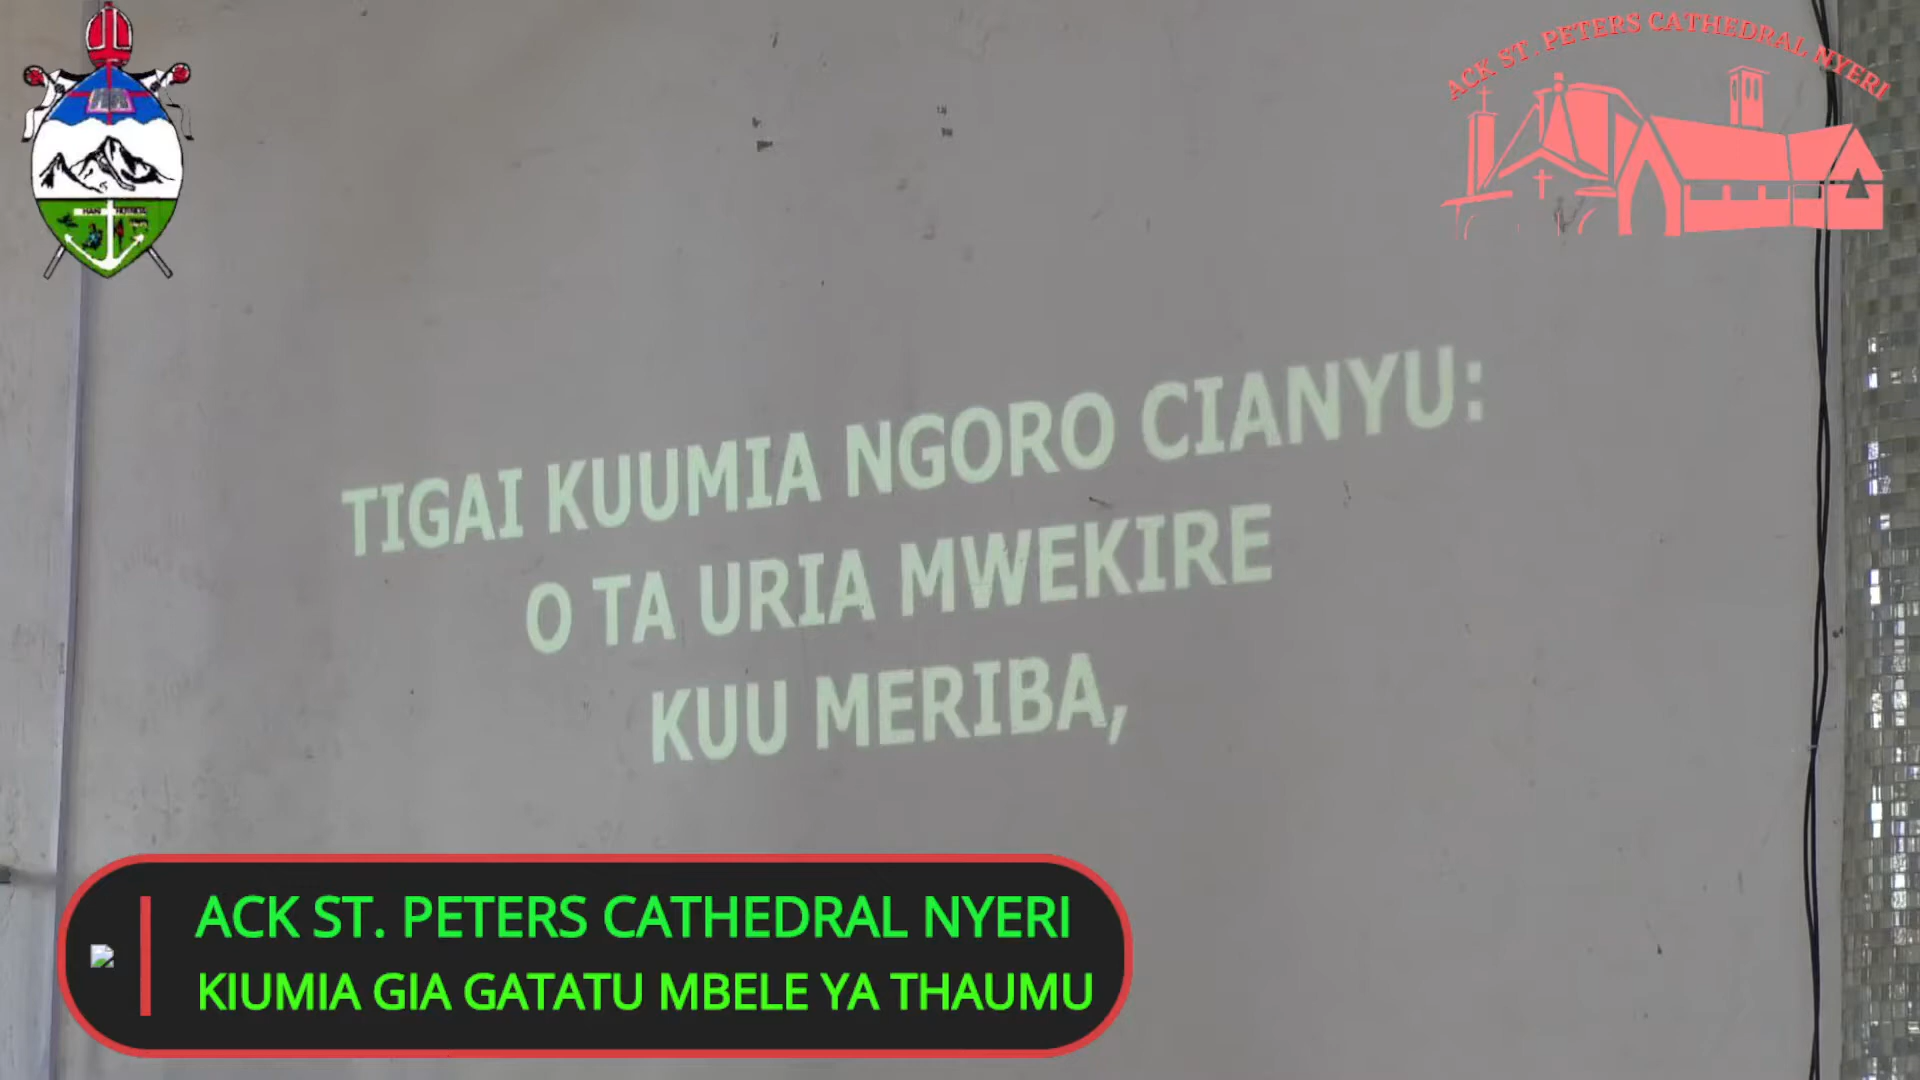 ACK ST. PETERS CATHEDRAL NYERI
TIGAI KUUMIA NGORO CIANYU:
O TA URIA MWEKIRE
KUU MERIBA,
ACK ST. PETERS CATHEDRAL NYERI
KIUMIA GIA GATATU MBELE YA THAUMU